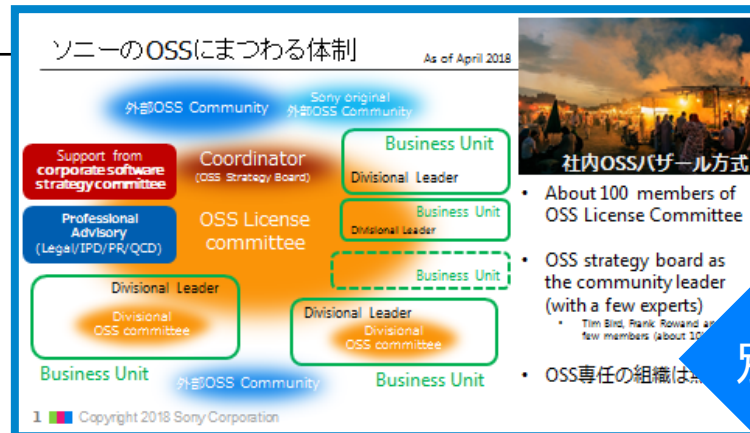 ソニーのOSSにまつわる体制
As of April 2018
外部OSS Community
Sony original
外部OSS Community
Support from
corporate software
strategy committee
Coordinator
(OSS Strategy Board)
Business Unit
Divisional Leader
Professional
Advisory
(Legal/IPD/PR/QCD)
OSS License
committee
Business Unit
Divisional Leader
Business Unit
Divisional Leader
Divisional
OSS committee
Business Unit
Divisional Leader
Divisional
OSS committee
Business Unit
外部OSS Community
1 Copyright 2018 Sony Corporation
社内OSSバザール方式
• About 100 members of
OSS License Committee
• OSS strategy board as
the community leader
(with a few experts)
• Tim Bird, Frank Rowand
few members (about
• OSS専任の組織は